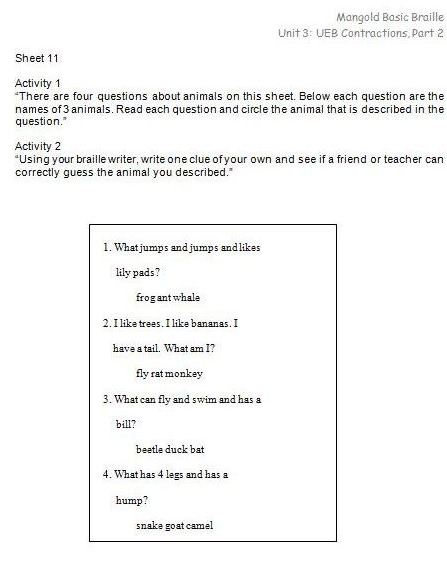 Mangold Basic Braille
Unit 3: UEB Contractions, Part 2
Sheet 11
Activity 1
"There are four questions about animals on this sheet. Below each question are the
names of 3 animals. Read each question and circle the animal that is described in the
question."
Activity 2
"Using your braille writer, write one clue of your own and see if a friend or teacher can
correctly guess the animal you described."
1. What jumps and jumps and likes
lily pads?
frog ant whale
2. I like trees. I like bananas. I
have a tail. What am I?
fly rat monkey
3. What can fly and swim and has a
bill?
beetle duck bat
4. What has 4 legs and has a
hump?
snake goat camel